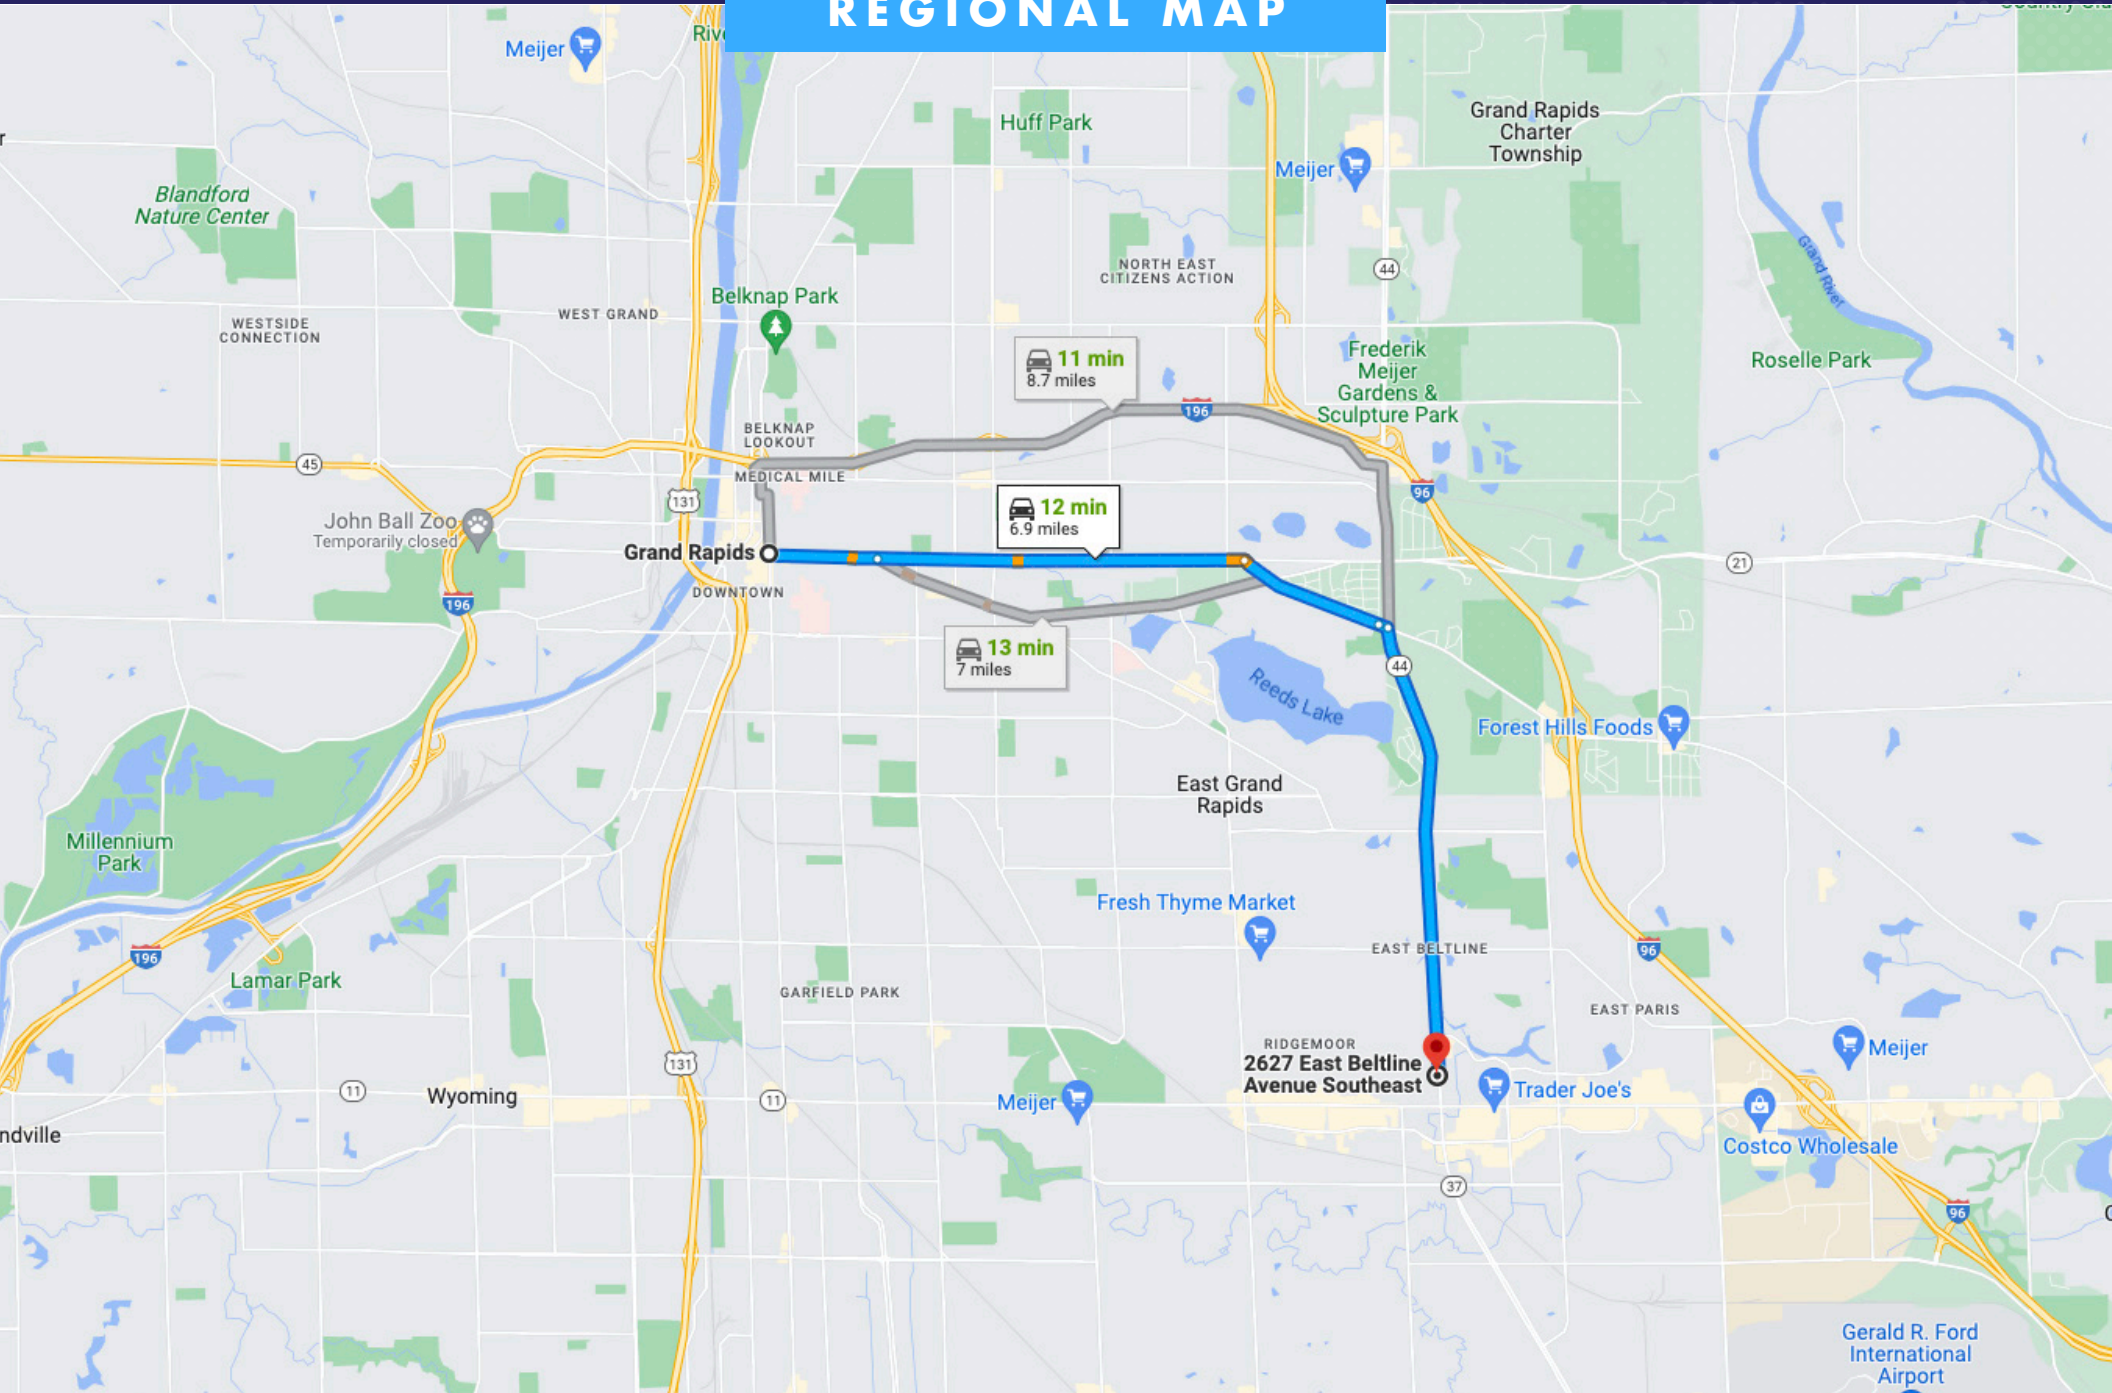 REGIONAL MAP
Meijer
Huff Park
Grand Rapids
Charter
Township
Meijer
Blandford
Nature Center
Grand River
NORTH EAST
CITIZENS ACTION
44
Belknap Park
WEST GRAND
WESTSIDE
CONNECTION
11 min
8.7 miles
Frederik
Meijer
Gardens &
Sculpture Park
Roselle Park
196
BELKNAP
LOOKOUT
45
MEDICAL MILE
131
96
12 min
6.9 miles
John Ball Zoo
Temporarily closed
Grand Rapids
21
DOWNTOWN
196
13 min
7 miles
44
Reeds Lake
Forest Hills Foods
East Grand
Rapids
Millennium
Park
Fresh Thyme Market
EAST BELTLINE
96
196
Lamar Park
GARFIELD PARK
EAST PARIS
RIDGEMOOR
2627 East Beltline
Avenue Southeast
Meijer
131
Trader Joe's
11
Wyoming
11
Meijer
Costco Wholesale
ndville
37
96
Gerald R. Ford
International
Airport